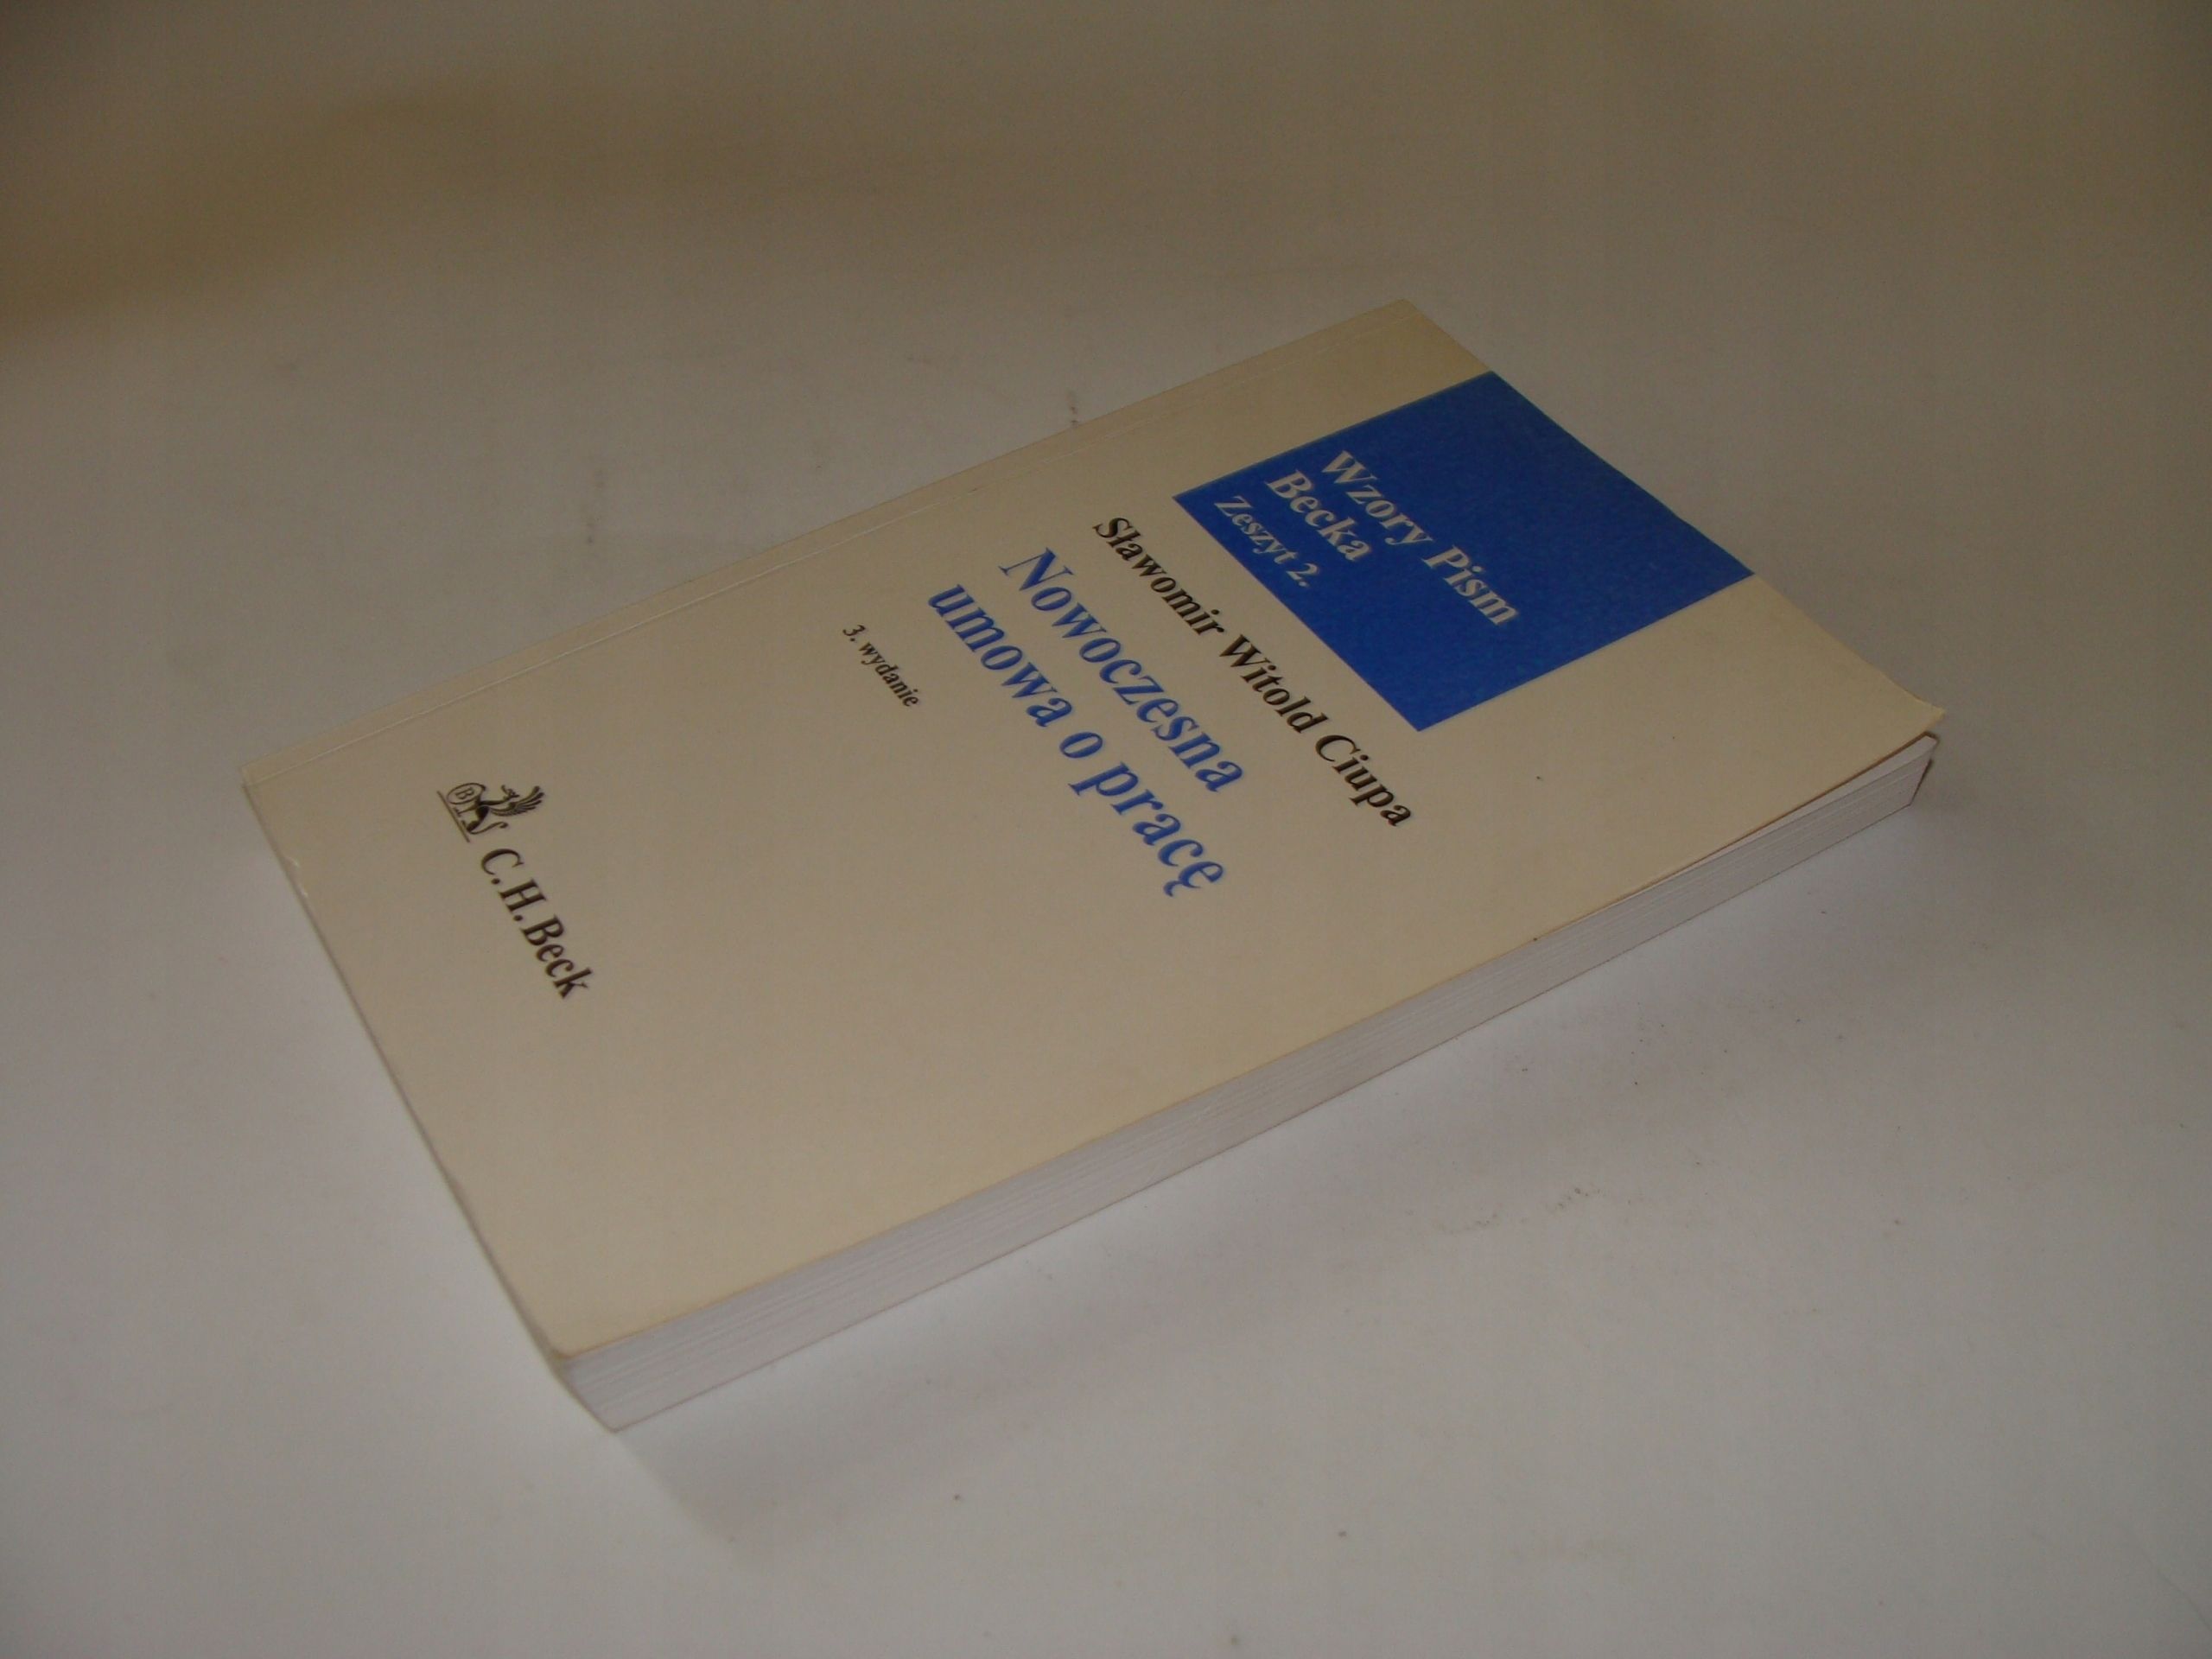 Wzory Pism
Becka
Zeszyt 2.
Sławomir Witold Ciupa
Nowoczesna
umowa o pracę
3. wydanie
B
C.H.Beck